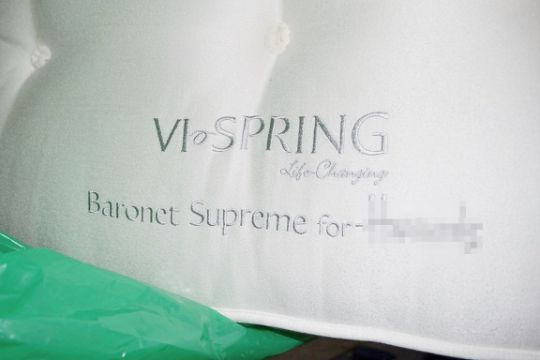 VI-SPRING
Life-Changing
Baronet Supreme for